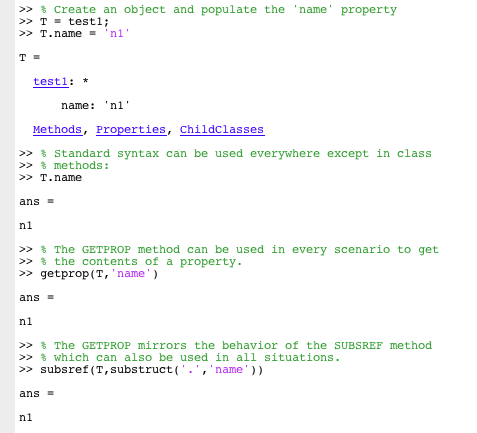 >> % Create an object and populate the 'name' property
>> T = test1;
>> T.name = 'n1'
T =
test1: *
name: 'n1'
Methods, Properties, ChildClasses
>> % Standard syntax can be used everywhere except in class
>> % methods:
>> T.name
ans =
n1
>> % The GETPROP method can be used in every scenario to get
>> % the contents of a property.
>> getprop(T,'name')
ans =
n1
>> % The GETPROP mirrors the behavior of the SUBSREF method
>> % which can also be used in all situations.
>> subsref(T,substruct('.','name'))
ans =
n1